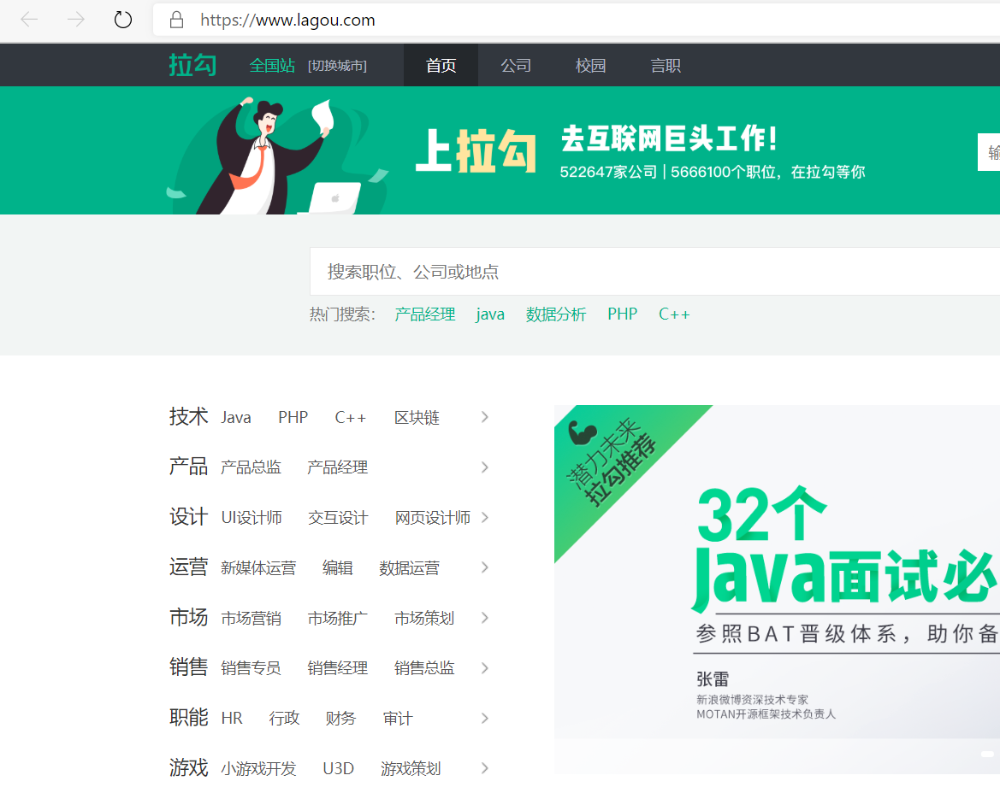 https://www.lagou.com
拉勾 全国站 [切换城市] 首页 公司 校园 言职
上拉勾 去互联网巨头工作！
522647家公司 | 5666100个职位，在拉勾等你
输
搜索职位、公司或地点
热门搜索： 产品经理 java 数据分析 PHP C++
技术 Java PHP C++ 区块链
产品 产品总监 产品经理
设计 UI设计师 交互设计 网页设计师
运营 新媒体运营 编辑 数据运营
市场 市场营销 市场推广 市场策划
销售 销售专员 销售经理 销售总监
职能 HR 行政 财务 审计
游戏 小游戏开发 U3D 游戏策划
潜力未来
拉勾推荐
32个
Java面试必
参照BAT晋级体系，助你备
张雷
新浪微博资深技术专家
MOTAN开源框架技术负责人